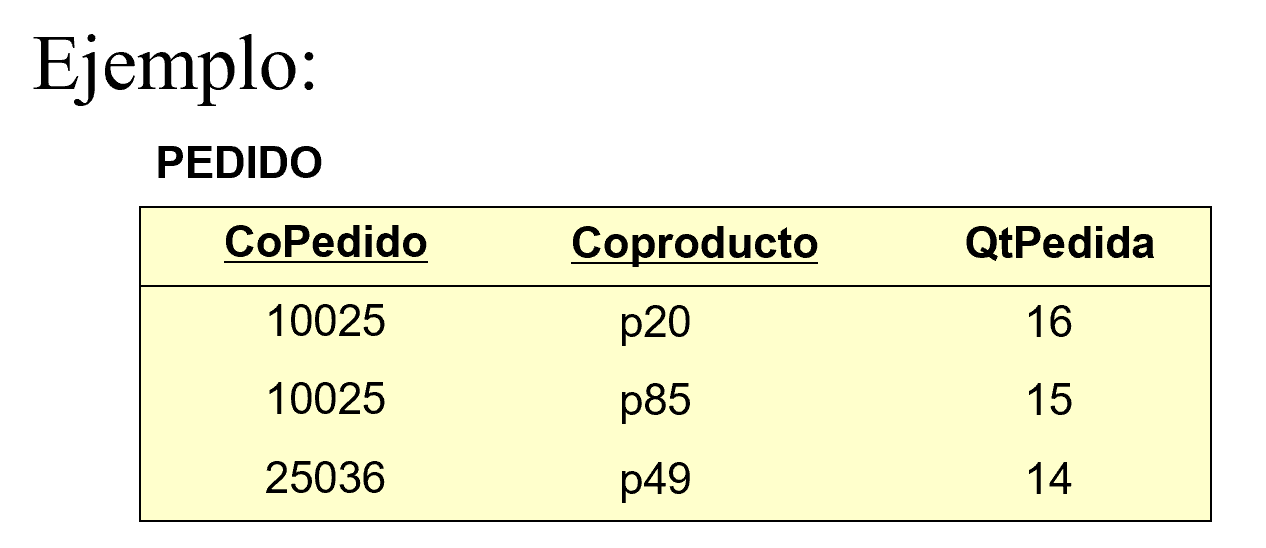 Ejemplo:
PEDIDO
CoPedido Coproducto QtPedida
10025 p20 16
10025 p85 15
25036 p49 14